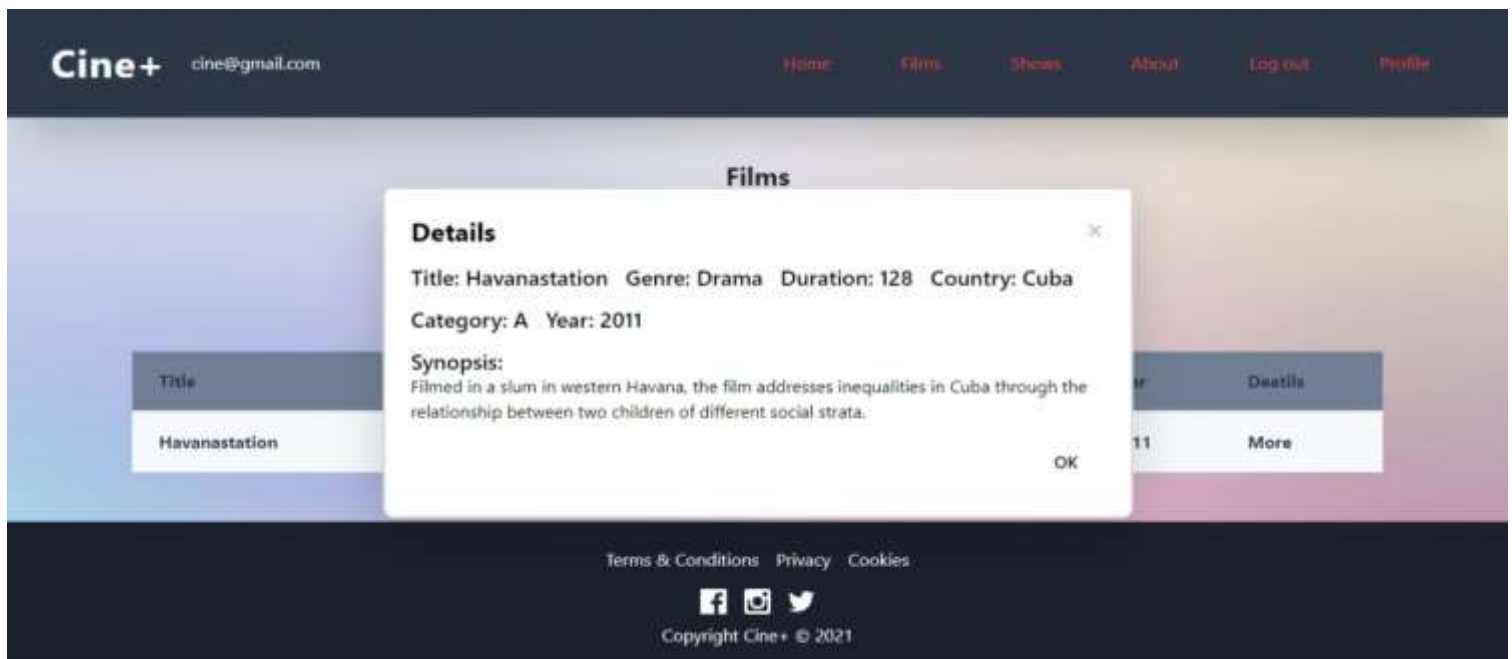 Cine+ cine@gmail.com Home Films Shows About Log out Profile
Films
Details ×
Title: Havanastation Genre: Drama Duration: 128 Country: Cuba
Category: A Year: 2011
Synopsis:
Filmed in a slum in western Havana, the film addresses inequalities in Cuba through the
relationship between two children of different social strata.
OK
Title Deatils
Havanastation 11 More
Terms & Conditions Privacy Cookies
Copyright Cine+ © 2021